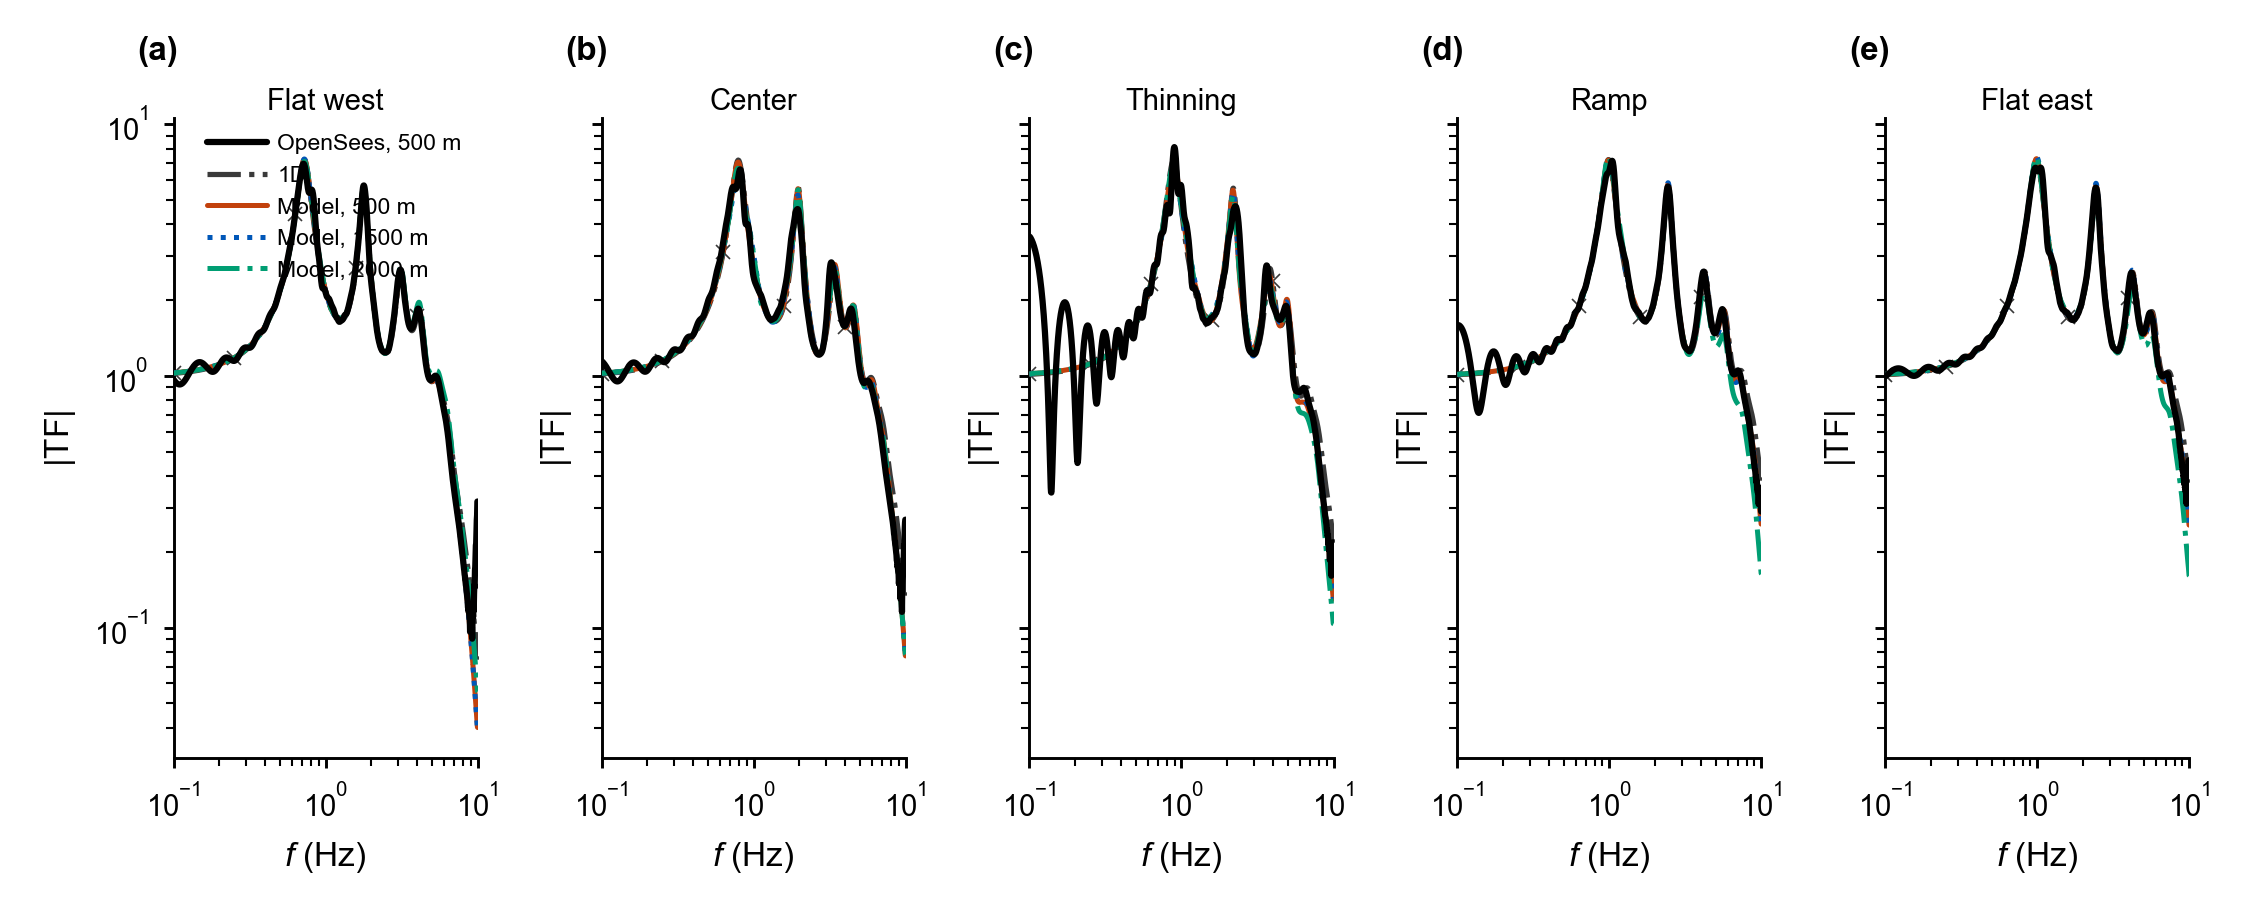 (a) (b) (c) (d) (e)
Flat west Center Thinning Ramp Flat east
OpenSees, 500 m
1D
Model, 500 m
Model, 1500 m
Model, 2000 m
10^1
10^0
10^−1
|TF| |TF| |TF| |TF| |TF|
10^−1 10^0 10^1 10^−1 10^0 10^1 10^−1 10^0 10^1 10^−1 10^0 10^1 10^−1 10^0 10^1
f (Hz) f (Hz) f (Hz) f (Hz) f (Hz)